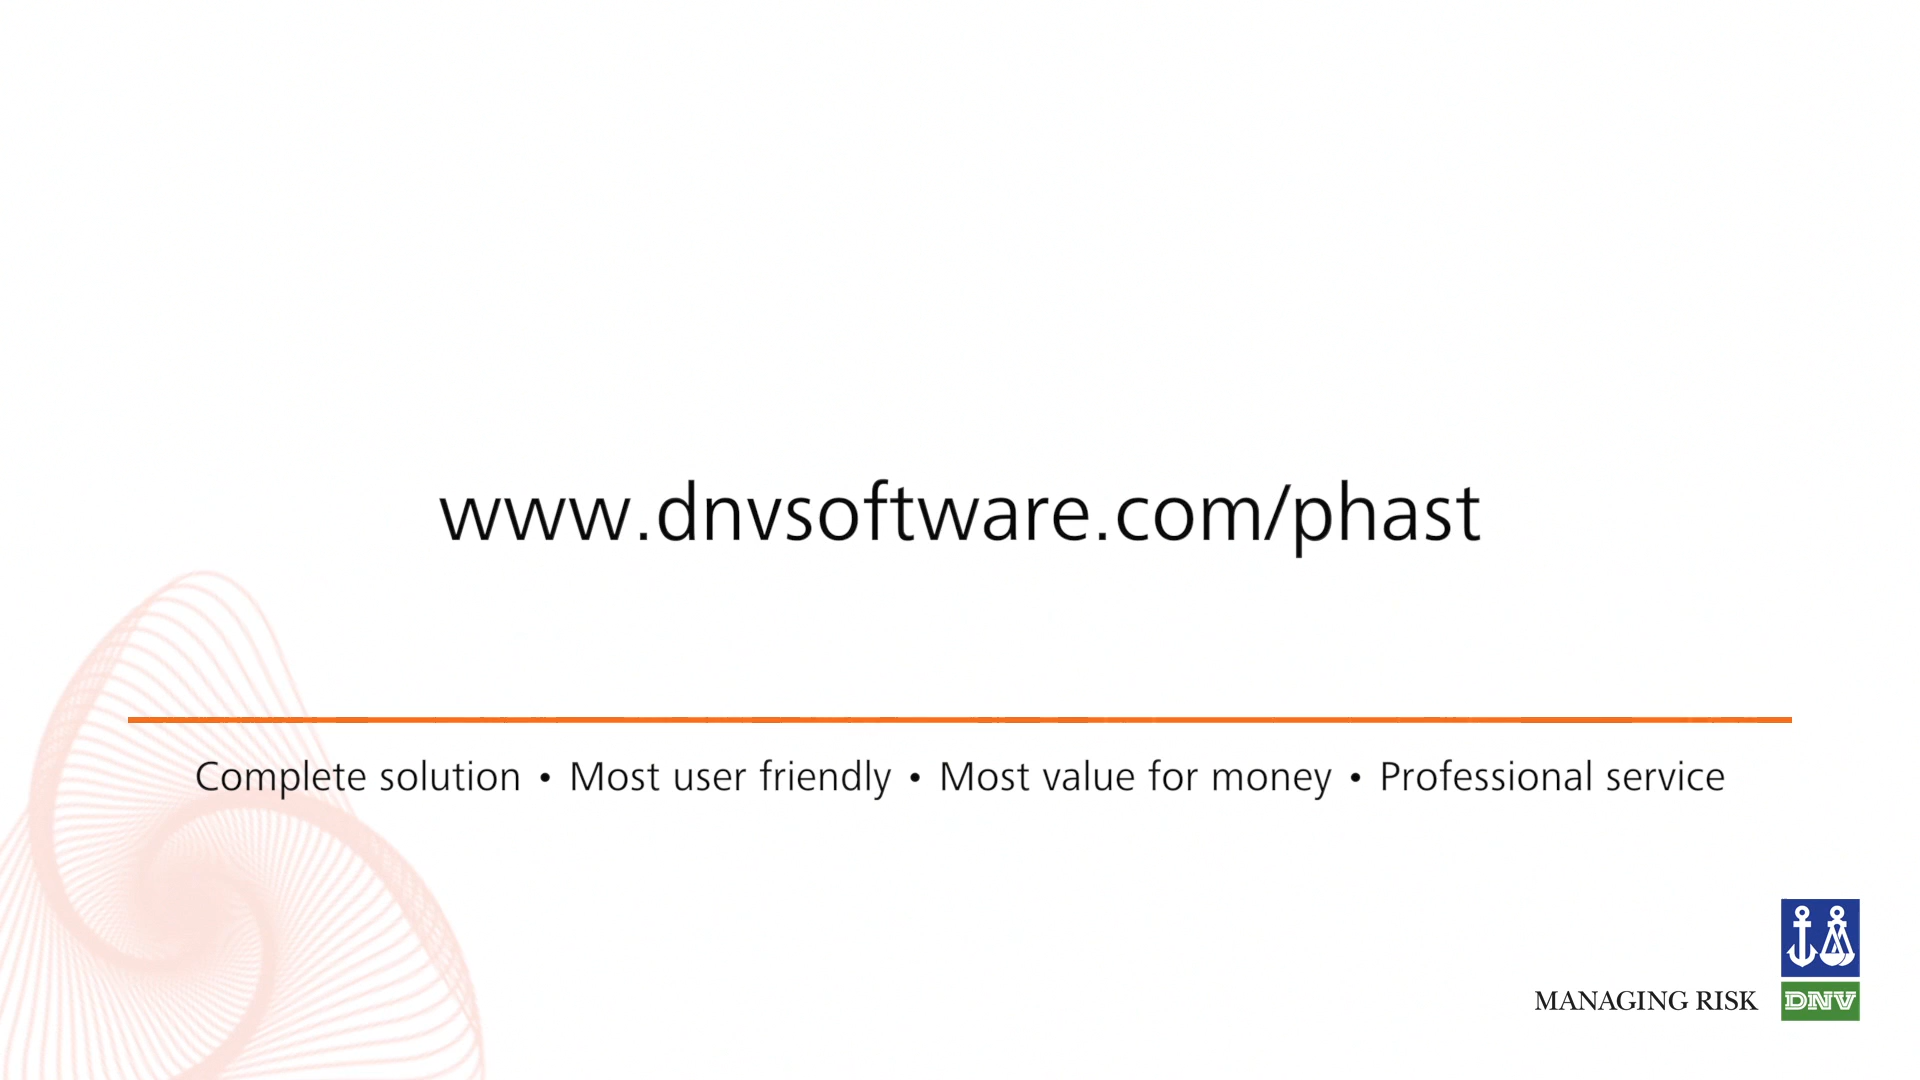 www.dnvsoftware.com/phast
Complete solution • Most user friendly • Most value for money • Professional service
MANAGING RISK
DNV